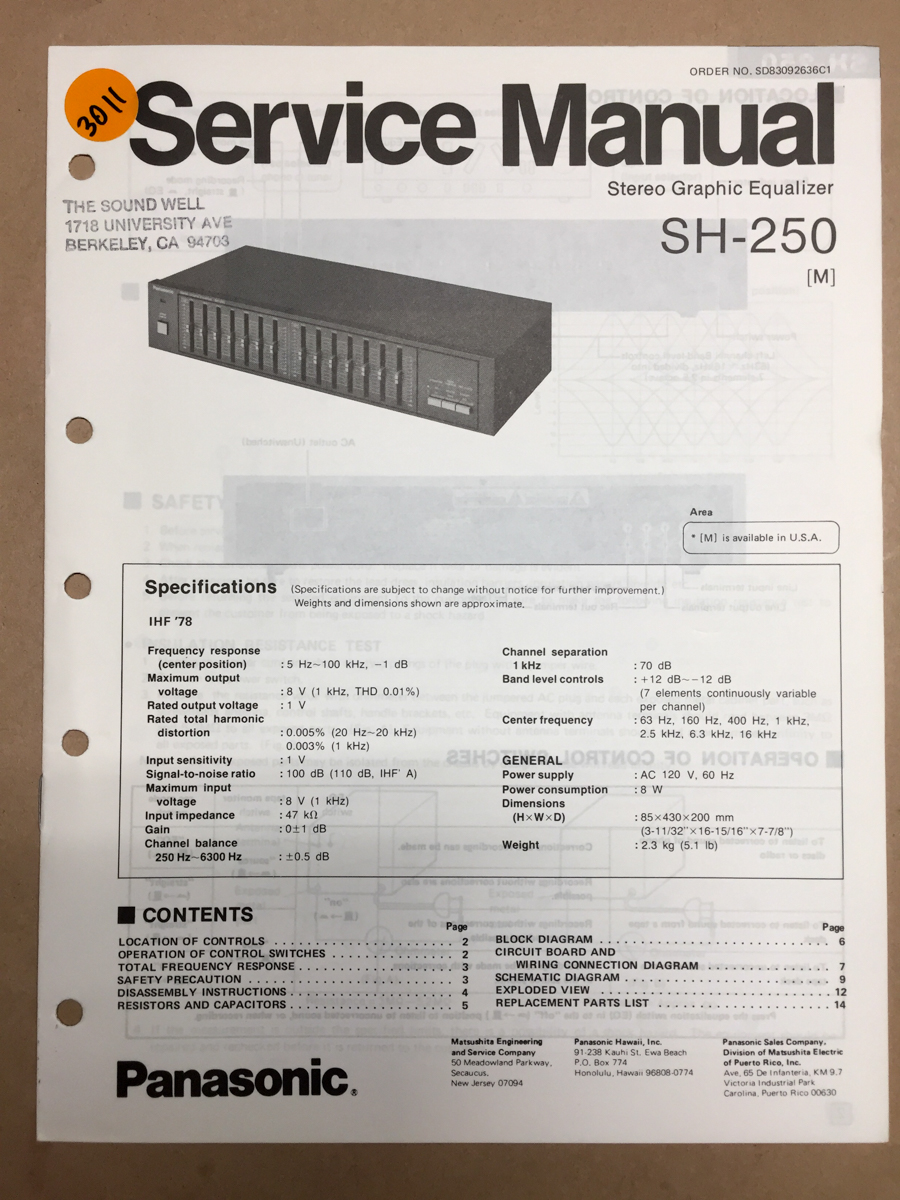 ORDER NO. SD83092636C1
3011
Service Manual
Stereo Graphic Equalizer
SH-250
[M]
THE SOUND WELL
1718 UNIVERSITY AVE
BERKELEY, CA 94703
Panasonic
Area
* [M] is available in U.S.A.
Specifications (Specifications are subject to change without notice for further improvement.)
Weights and dimensions shown are approximate.
IHF '78
Frequency response
(center position) : 5 Hz~100 kHz, −1 dB
Maximum output
voltage : 8 V (1 kHz, THD 0.01%)
Rated output voltage : 1 V
Rated total harmonic
distortion : 0.005% (20 Hz~20 kHz)
0.003% (1 kHz)
Input sensitivity : 1 V
Signal-to-noise ratio : 100 dB (110 dB, IHF' A)
Maximum input
voltage : 8 V (1 kHz)
Input impedance : 47 kΩ
Gain : 0±1 dB
Channel balance
250 Hz~6300 Hz : ±0.5 dB
Channel separation
1 kHz : 70 dB
Band level controls : +12 dB~−12 dB
(7 elements continuously variable
per channel)
Center frequency : 63 Hz, 160 Hz, 400 Hz, 1 kHz,
2.5 kHz, 6.3 kHz, 16 kHz
GENERAL
Power supply : AC 120 V, 60 Hz
Power consumption : 8 W
Dimensions
(H×W×D) : 85×430×200 mm
(3-11/32"×16-15/16"×7-7/8")
Weight : 2.3 kg (5.1 lb)
■ CONTENTS
Page
LOCATION OF CONTROLS . . . . . . . . . . . . . . . . . . . . . . . 2
OPERATION OF CONTROL SWITCHES . . . . . . . . . . . . . . . 2
TOTAL FREQUENCY RESPONSE . . . . . . . . . . . . . . . . . . . 3
SAFETY PRECAUTION . . . . . . . . . . . . . . . . . . . . . . . . . 3
DISASSEMBLY INSTRUCTIONS . . . . . . . . . . . . . . . . . . . . 4
RESISTORS AND CAPACITORS . . . . . . . . . . . . . . . . . . . . 5
Page
BLOCK DIAGRAM . . . . . . . . . . . . . . . . . . . . . . . . . . . 6
CIRCUIT BOARD AND
WIRING CONNECTION DIAGRAM . . . . . . . . . . . . . . . 7
SCHEMATIC DIAGRAM . . . . . . . . . . . . . . . . . . . . . . . . 9
EXPLODED VIEW . . . . . . . . . . . . . . . . . . . . . . . . . . . 12
REPLACEMENT PARTS LIST . . . . . . . . . . . . . . . . . . . . 14
Panasonic®
Matsushita Engineering
and Service Company
50 Meadowland Parkway,
Secaucus,
New Jersey 07094
Panasonic Hawaii, Inc.
91-238 Kauhi St. Ewa Beach
P.O. Box 774
Honolulu, Hawaii 96808-0774
Panasonic Sales Company,
Division of Matsushita Electric
of Puerto Rico, Inc.
Ave, 65 De Infanteria, KM 9.7
Victoria Industrial Park
Carolina, Puerto Rico 00630